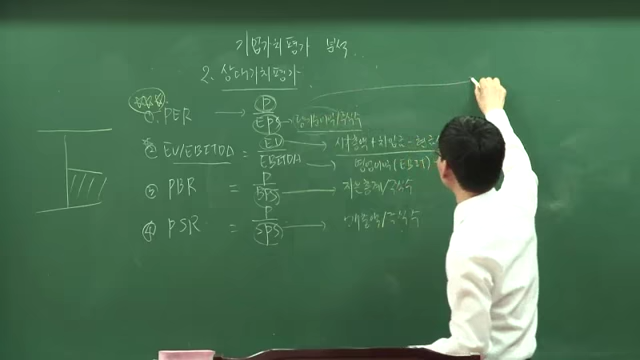 기업가치평가 분석
2. 상대가치평가
① PER → P / EPS → 당기순이익/주식수
② EV/EBITDA = EV / EBITDA → 시가총액 + 차입금 - 현금
→ 영업이익 (EBIT)
③ PBR = P / BPS → 자본총계/주식수
④ PSR = P / SPS → 매출액/주식수